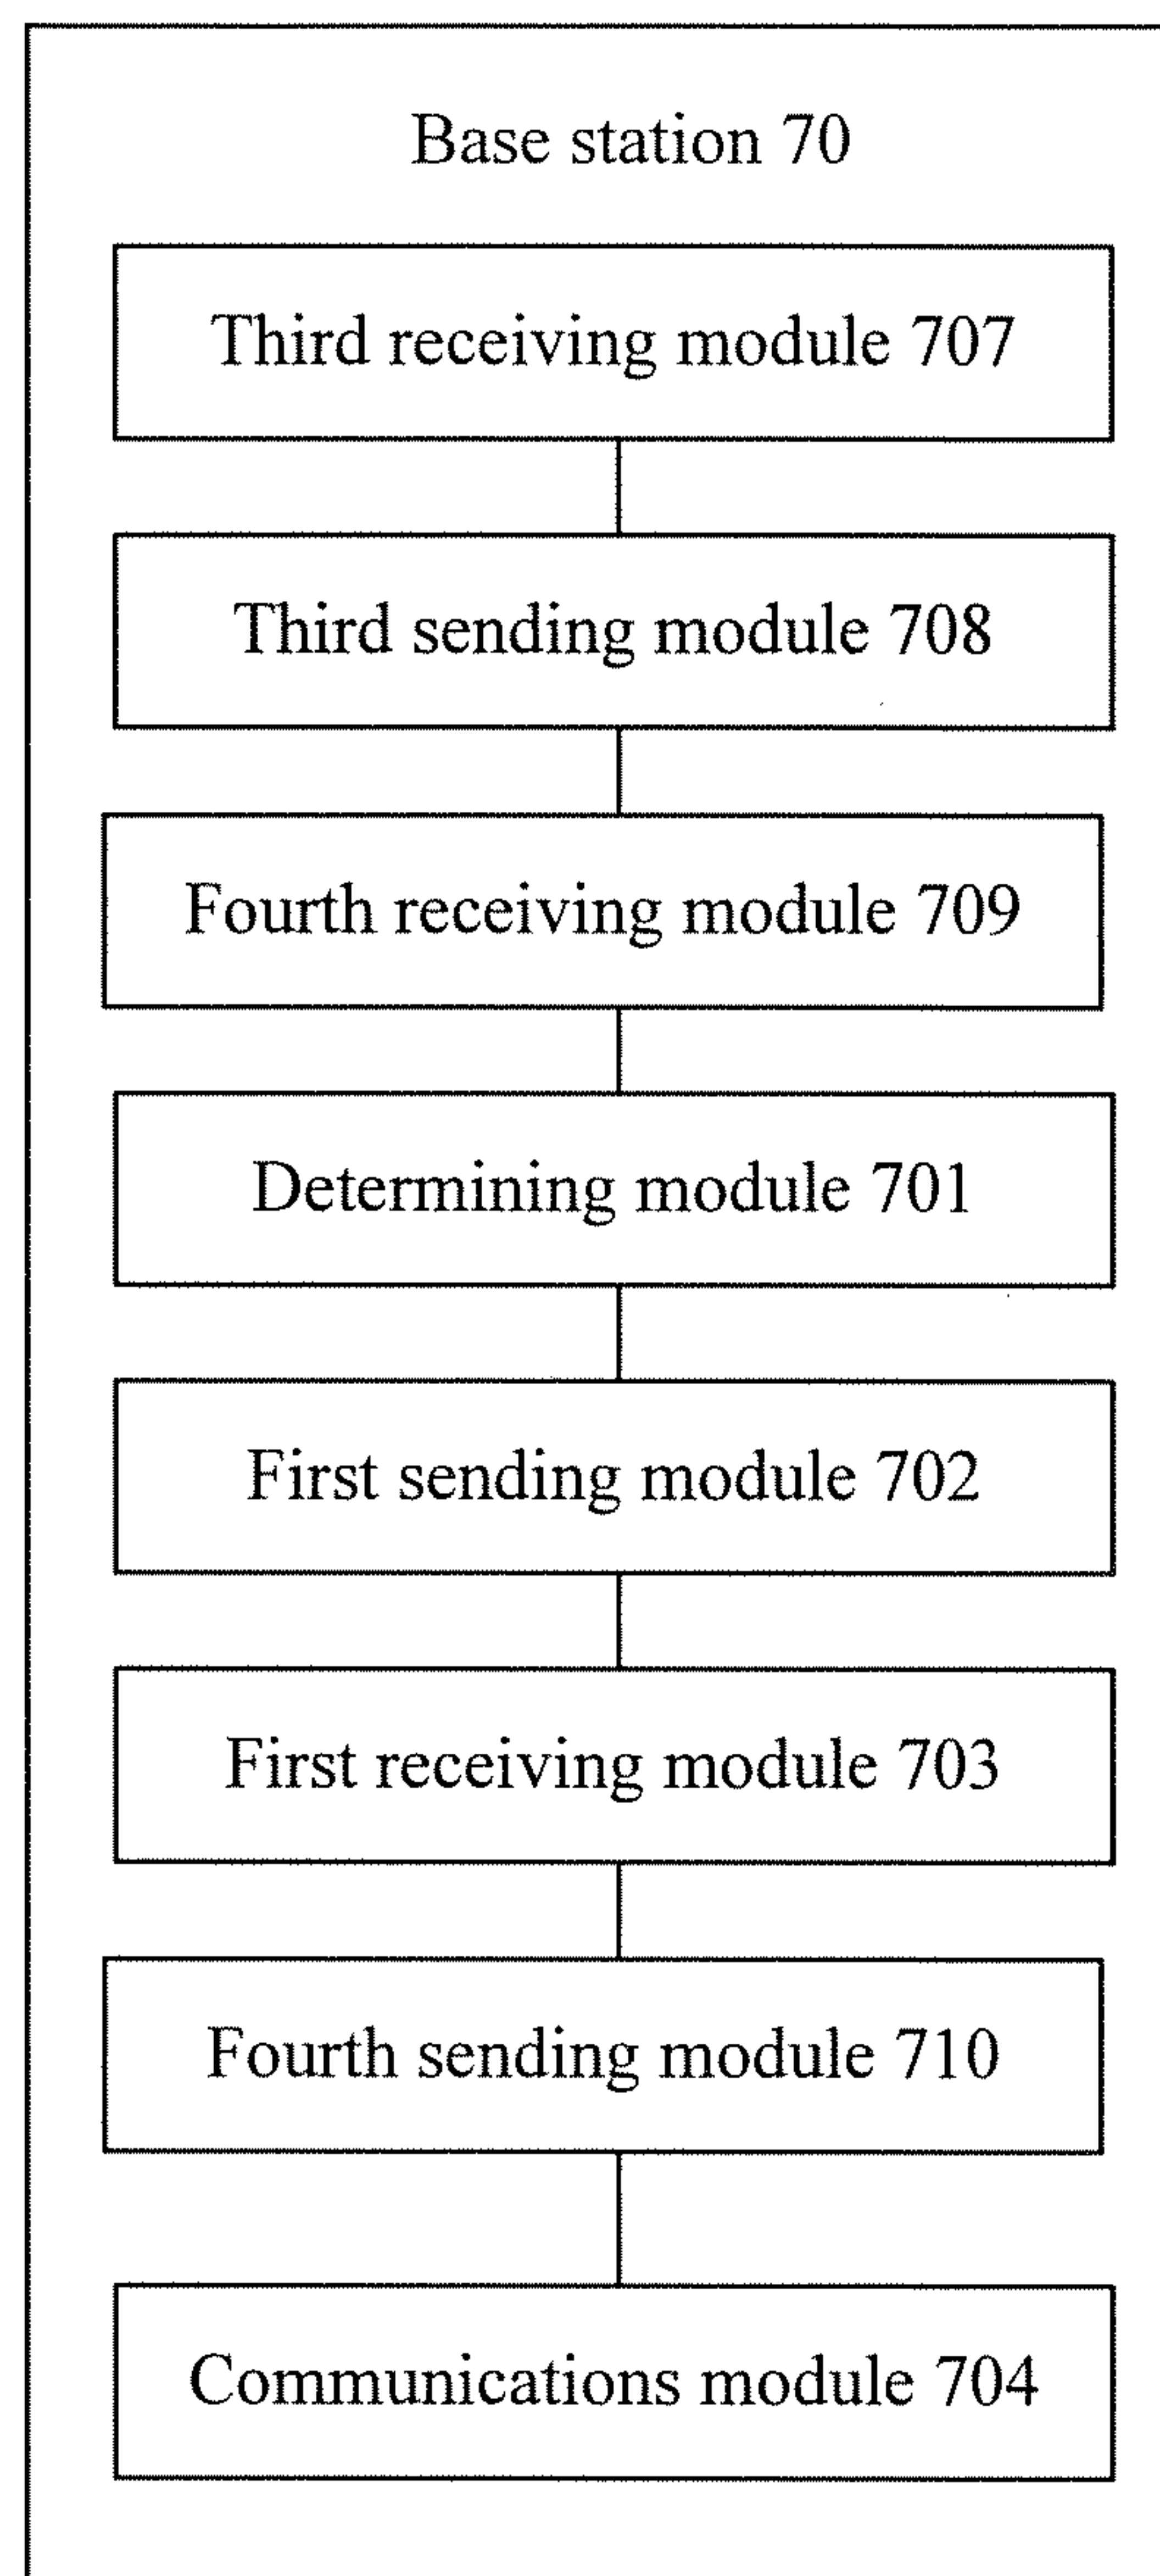 Base station 70
Third receiving module 707
Third sending module 708
Fourth receiving module 709
Determining module 701
First sending module 702
First receiving module 703
Fourth sending module 710
Communications module 704